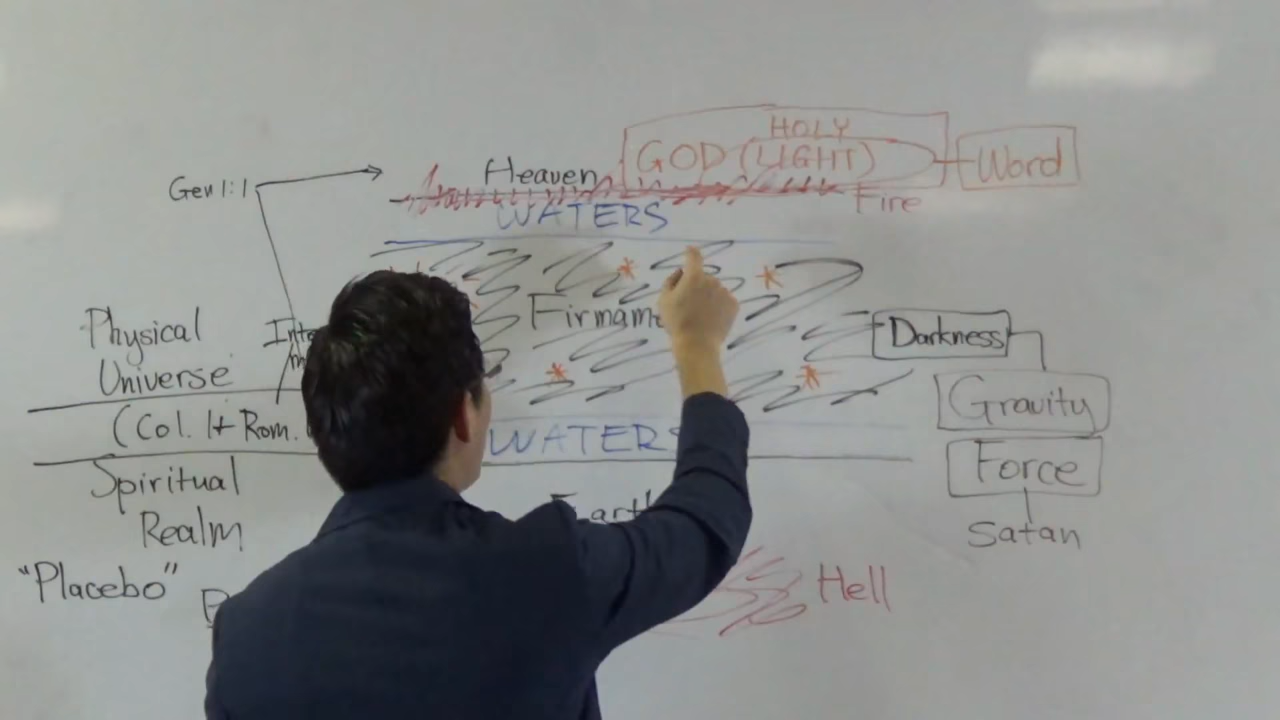 HOLY
Heaven GOD (LIGHT) Word
Gen 1:1
Fire
WATERS
Physical
Universe
Darkness
Gravity
(Col. 1+ Rom.
WATERS
Spiritual
Realm
Force
Satan
"Placebo"
Hell